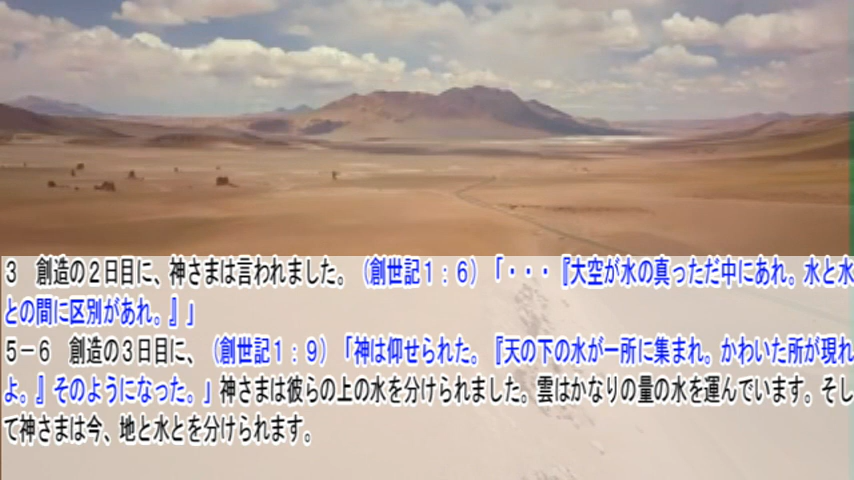 3　創造の２日目に、神さまは言われました。（創世記１：６）「・・・『大空が水の真っただ中にあれ。水と水
との間に区別があれ。』」
5－6　創造の３日目に、（創世記１：９）「神は仰せられた。『天の下の水が一所に集まれ。かわいた所が現れ
よ。』そのようになった。」神さまは彼らの上の水を分けられました。雲はかなりの量の水を運んでいます。そし
て神さまは今、地と水とを分けられます。